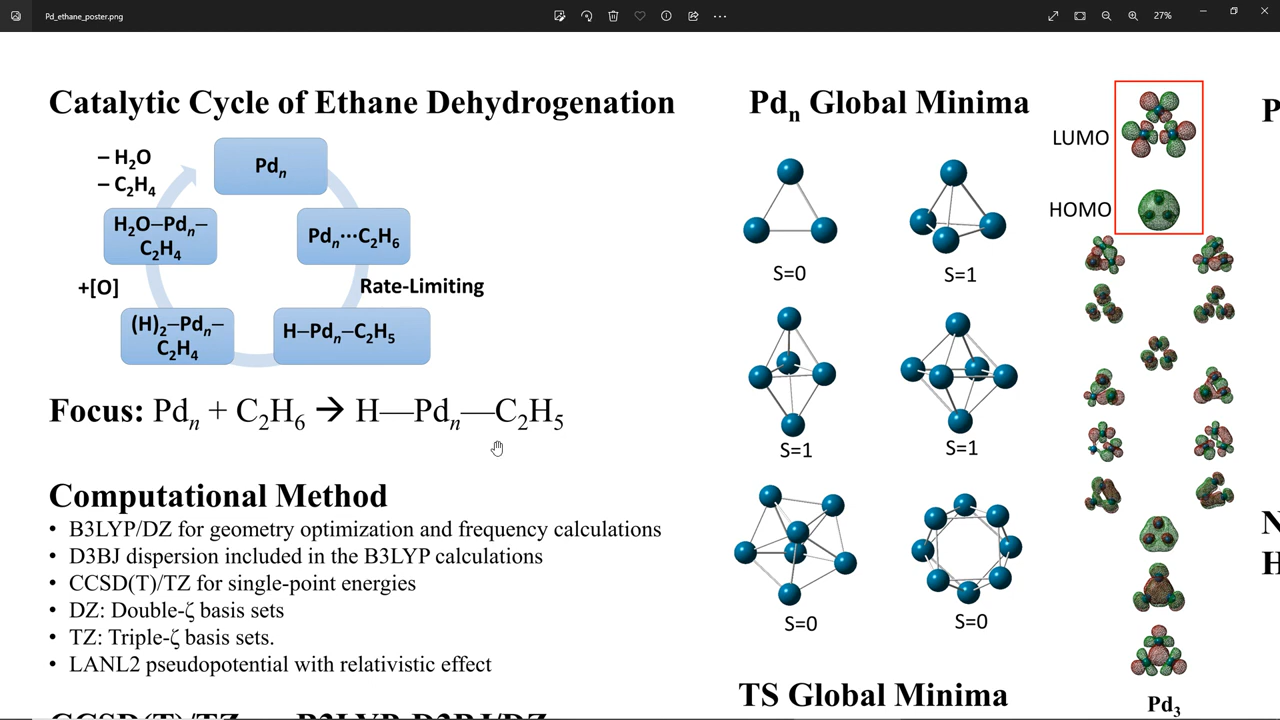 Pd_ethane_poster.png
27%
Catalytic Cycle of Ethane Dehydrogenation
– H₂O
– C₂H₄
Pdₙ
H₂O–Pdₙ–
C₂H₄
Pdₙ···C₂H₆
+[O]
Rate-Limiting
(H)₂–Pdₙ–
C₂H₄
H–Pdₙ–C₂H₅
Focus: Pdₙ + C₂H₆ → H—Pdₙ—C₂H₅
Computational Method
• B3LYP/DZ for geometry optimization and frequency calculations
• D3BJ dispersion included in the B3LYP calculations
• CCSD(T)/TZ for single-point energies
• DZ: Double-ζ basis sets
• TZ: Triple-ζ basis sets.
• LANL2 pseudopotential with relativistic effect
Pdₙ Global Minima
S=0
S=1
S=1
S=1
S=0
S=0
TS Global Minima
LUMO
HOMO
Pd₃
P
N
H